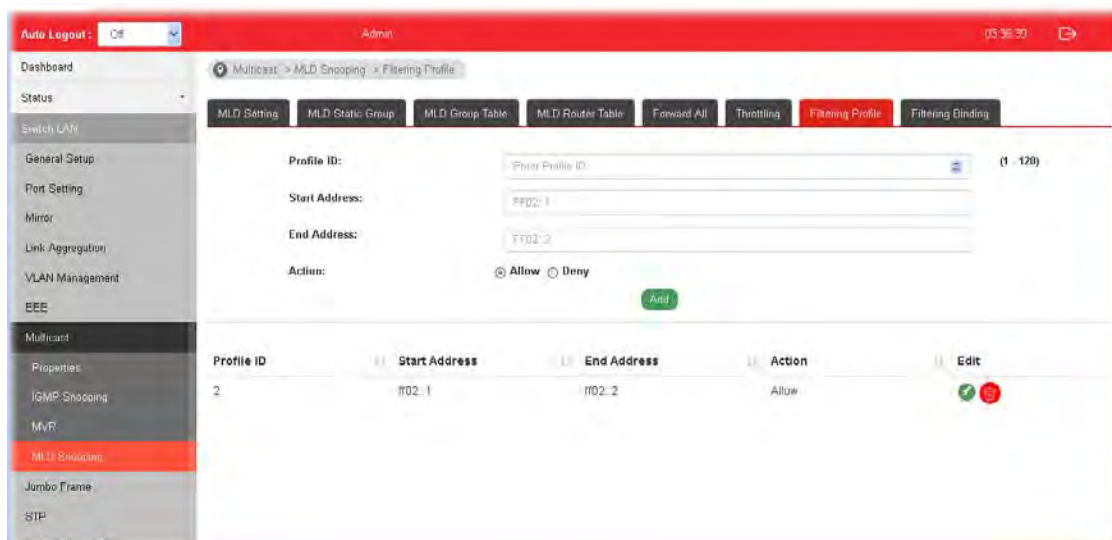 Auto Logout : Off Admin 03:36:39
Dashboard
Multicast > MLD Snooping > Filtering Profile
Status
MLD Setting MLD Static Group MLD Group Table MLD Router Table Forward All Throttling Filtering Profile Filtering Binding
Switch LAN
General Setup
Port Setting
Mirror
Link Aggregation
VLAN Management
EEE
Multicast
Properties
IGMP Snooping
MVR
MLD Snooping
Jumbo Frame
STP
Profile ID: Enter Profile ID (1 - 128)
Start Address: FF02::1
End Address: FF02::2
Action: Allow Deny
Add
Profile ID Start Address End Address Action Edit
2 ff02::1 ff02::2 Allow